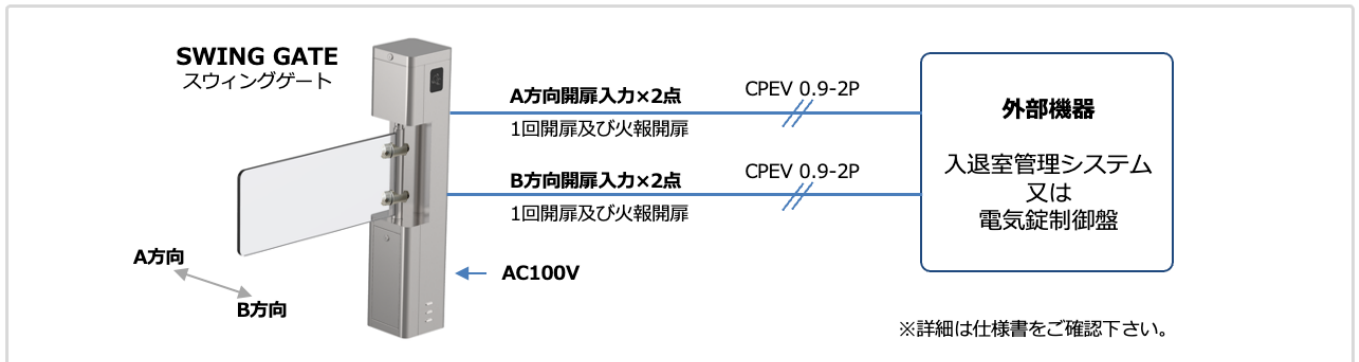 SWING GATE
スウィングゲート
A方向開扉入力×2点
CPEV 0.9-2P
1回開扉及び火報開扉
B方向開扉入力×2点
CPEV 0.9-2P
1回開扉及び火報開扉
外部機器
入退室管理システム
又は
電気錠制御盤
A方向
B方向
AC100V
※詳細は仕様書をご確認下さい。